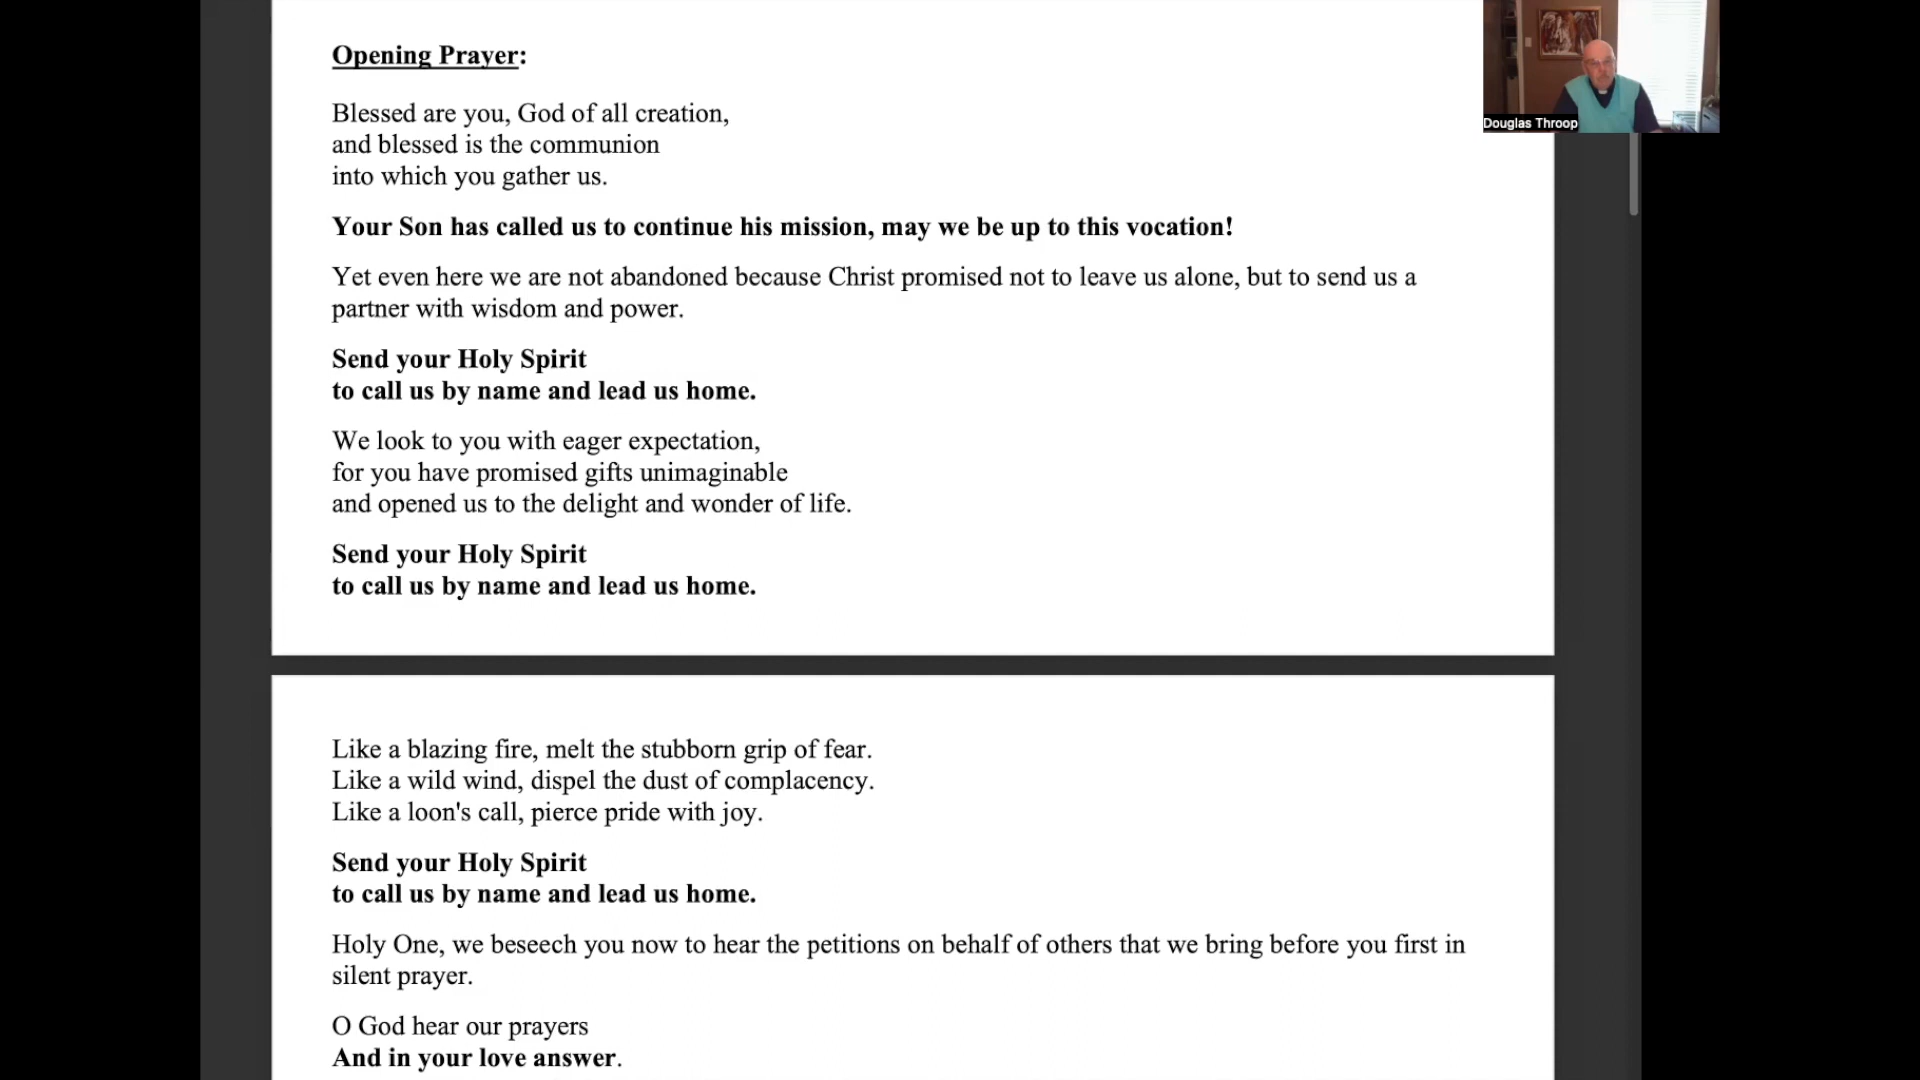 Opening Prayer:
Blessed are you, God of all creation,
and blessed is the communion
into which you gather us.
Your Son has called us to continue his mission, may we be up to this vocation!
Yet even here we are not abandoned because Christ promised not to leave us alone, but to send us a
partner with wisdom and power.
Send your Holy Spirit
to call us by name and lead us home.
We look to you with eager expectation,
for you have promised gifts unimaginable
and opened us to the delight and wonder of life.
Send your Holy Spirit
to call us by name and lead us home.
Like a blazing fire, melt the stubborn grip of fear.
Like a wild wind, dispel the dust of complacency.
Like a loon's call, pierce pride with joy.
Send your Holy Spirit
to call us by name and lead us home.
Holy One, we beseech you now to hear the petitions on behalf of others that we bring before you first in
silent prayer.
O God hear our prayers
And in your love answer.
Douglas Throop